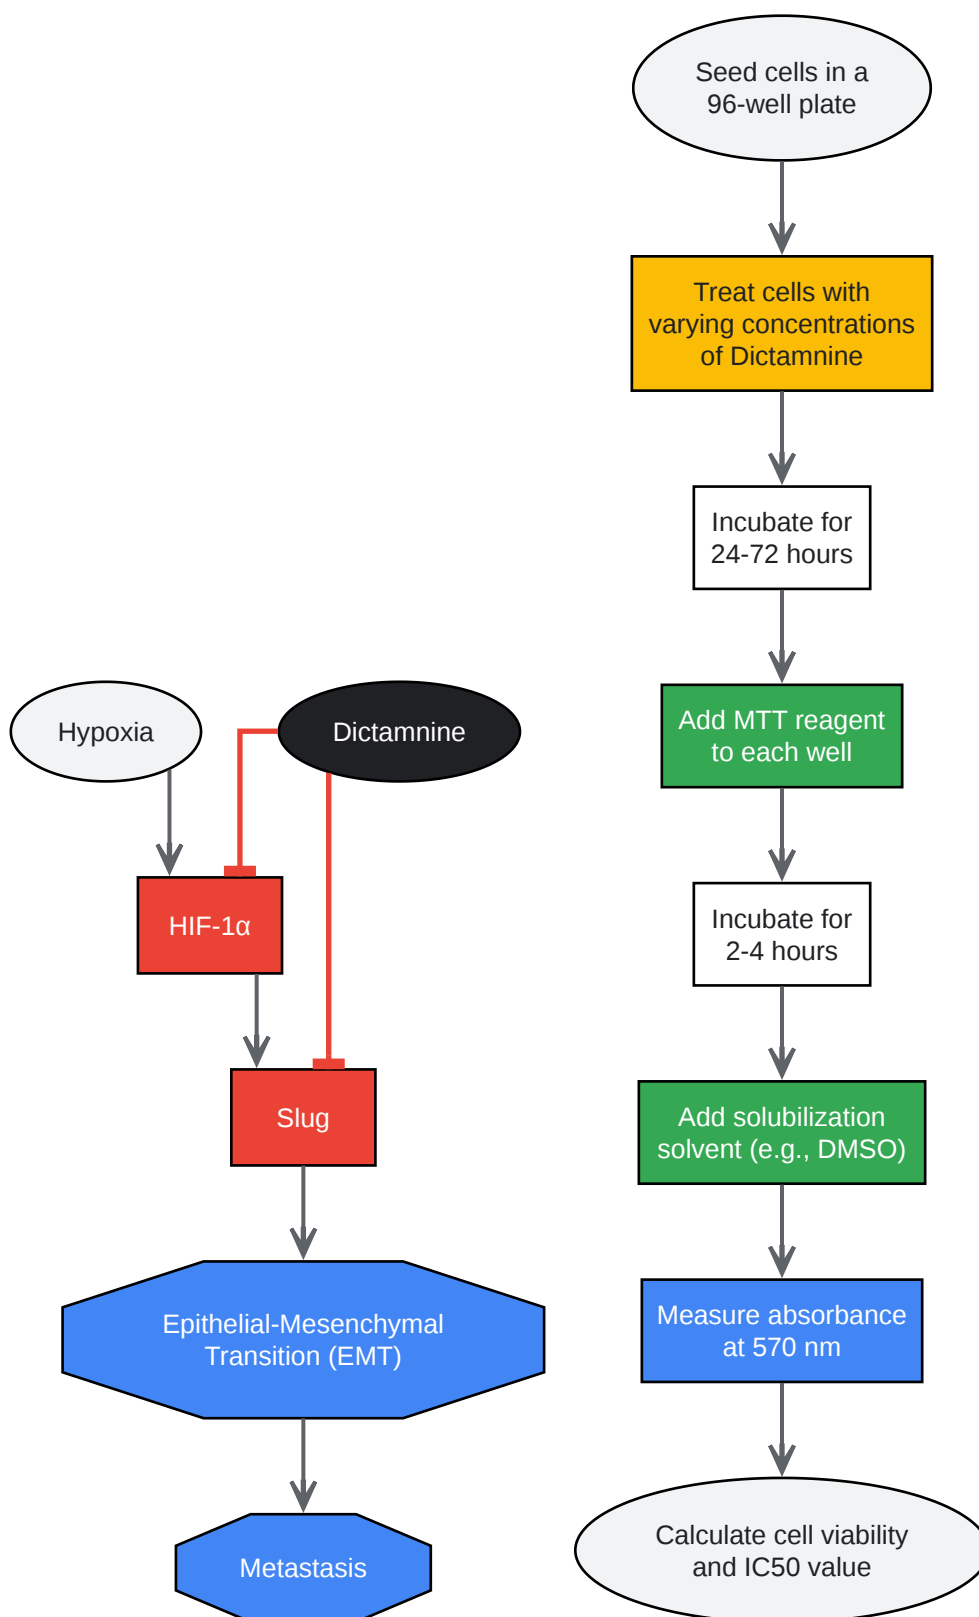 Hypoxia
Dictamnine
HIF-1α
Slug
Epithelial-Mesenchymal
Transition (EMT)
Metastasis
Seed cells in a
96-well plate
Treat cells with
varying concentrations
of Dictamnine
Incubate for
24-72 hours
Add MTT reagent
to each well
Incubate for
2-4 hours
Add solubilization
solvent (e.g., DMSO)
Measure absorbance
at 570 nm
Calculate cell viability
and IC50 value